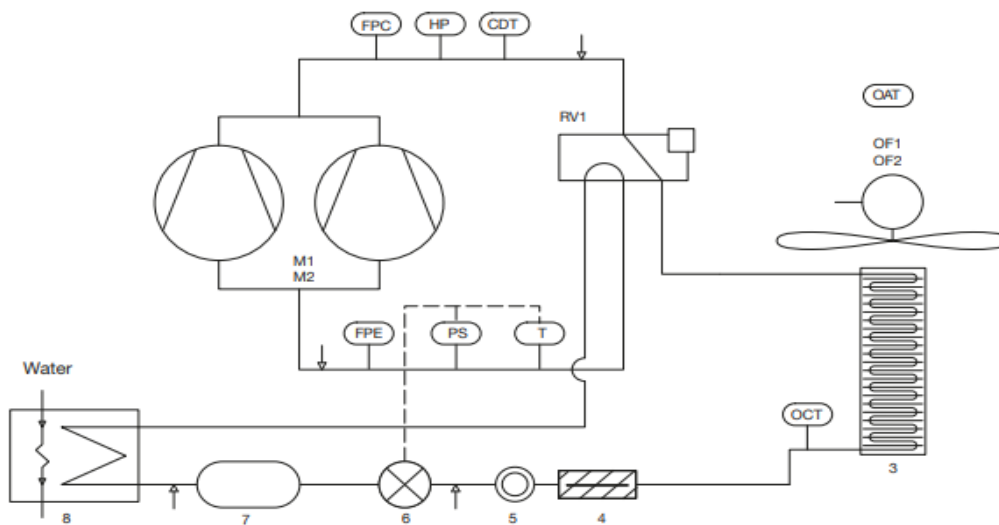 FPC HP CDT
OAT
RV1
OF1
OF2
M1
M2
FPE PS T
Water
OCT
3
8 7 6 5 4